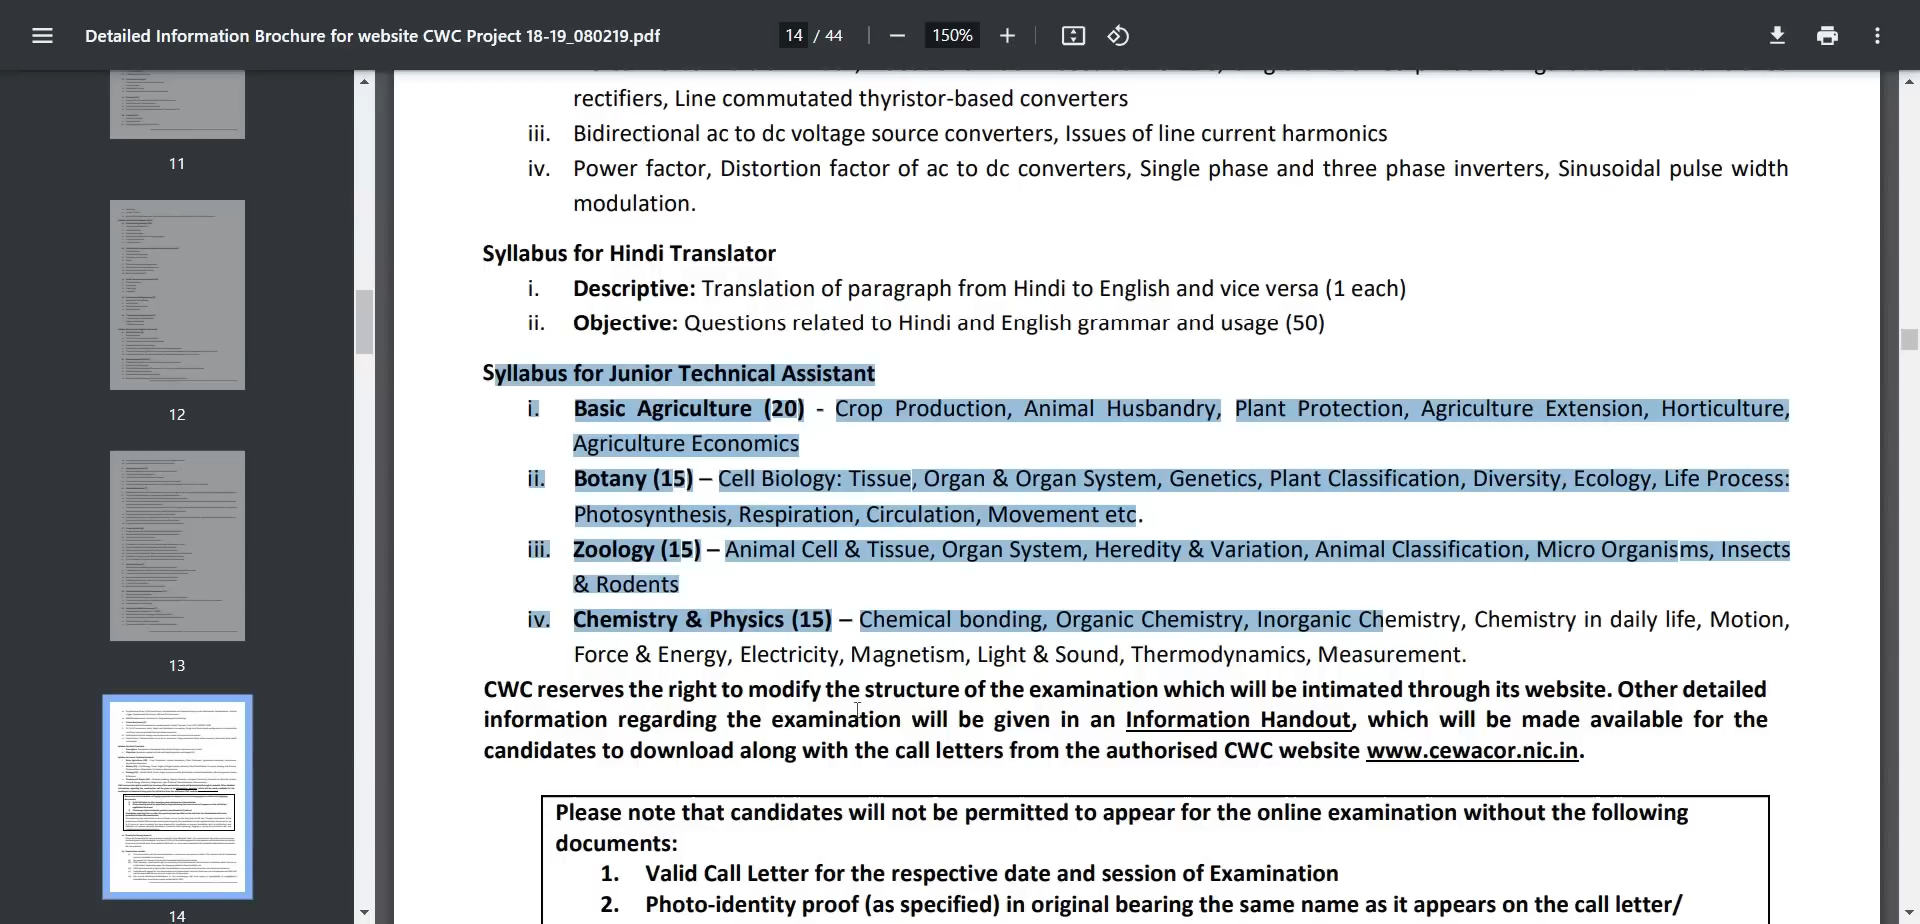 Detailed Information Brochure for website CWC Project 18-19_080219.pdf
14 / 44
150%
11
12
13
14
rectifiers, Line commutated thyristor-based converters
iii. Bidirectional ac to dc voltage source converters, Issues of line current harmonics
iv. Power factor, Distortion factor of ac to dc converters, Single phase and three phase inverters, Sinusoidal pulse width
modulation.
Syllabus for Hindi Translator
i. Descriptive: Translation of paragraph from Hindi to English and vice versa (1 each)
ii. Objective: Questions related to Hindi and English grammar and usage (50)
Syllabus for Junior Technical Assistant
i. Basic Agriculture (20) - Crop Production, Animal Husbandry, Plant Protection, Agriculture Extension, Horticulture,
Agriculture Economics
ii. Botany (15) – Cell Biology: Tissue, Organ & Organ System, Genetics, Plant Classification, Diversity, Ecology, Life Process:
Photosynthesis, Respiration, Circulation, Movement etc.
iii. Zoology (15) – Animal Cell & Tissue, Organ System, Heredity & Variation, Animal Classification, Micro Organisms, Insects
& Rodents
iv. Chemistry & Physics (15) – Chemical bonding, Organic Chemistry, Inorganic Chemistry, Chemistry in daily life, Motion,
Force & Energy, Electricity, Magnetism, Light & Sound, Thermodynamics, Measurement.
CWC reserves the right to modify the structure of the examination which will be intimated through its website. Other detailed
information regarding the examination will be given in an Information Handout, which will be made available for the
candidates to download along with the call letters from the authorised CWC website www.cewacor.nic.in.
Please note that candidates will not be permitted to appear for the online examination without the following
documents:
1. Valid Call Letter for the respective date and session of Examination
2. Photo-identity proof (as specified) in original bearing the same name as it appears on the call letter/